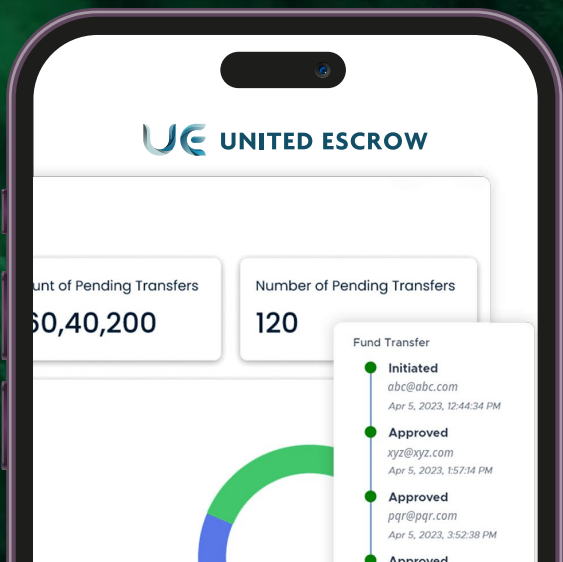 UE UNITED ESCROW
unt of Pending Transfers
60,40,200
Number of Pending Transfers
120
Fund Transfer
Initiated
abc@abc.com
Apr 5, 2023, 12:44:34 PM
Approved
xyz@xyz.com
Apr 5, 2023, 1:57:14 PM
Approved
pqr@pqr.com
Apr 5, 2023, 3:52:38 PM
Approved